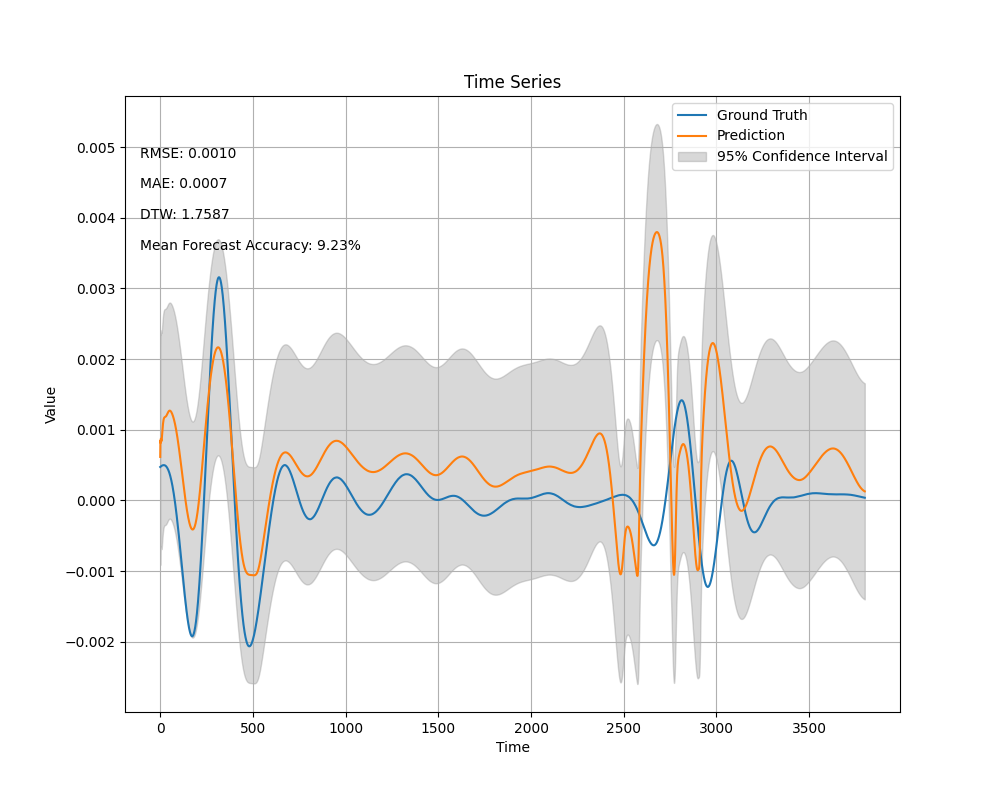 Time Series
Ground Truth
Prediction
95% Confidence Interval
RMSE: 0.0010
MAE: 0.0007
DTW: 1.7587
Mean Forecast Accuracy: 9.23%
0.005
0.004
0.003
0.002
0.001
0.000
−0.001
−0.002
Value
0 500 1000 1500 2000 2500 3000 3500
Time